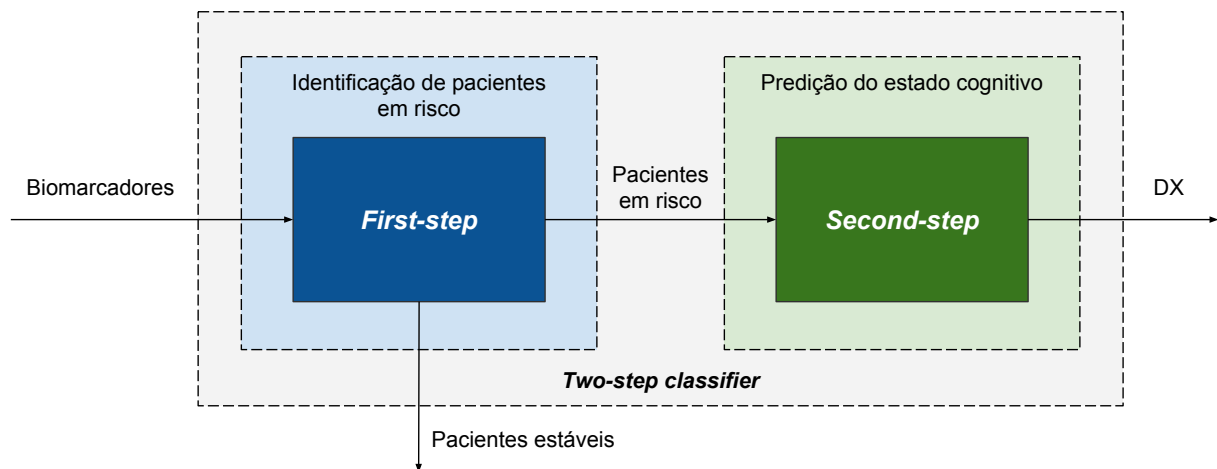 Identificação de pacientes
em risco
Predição do estado cognitivo
Biomarcadores
First-step
Pacientes
em risco
Second-step
DX
Two-step classifier
Pacientes estáveis